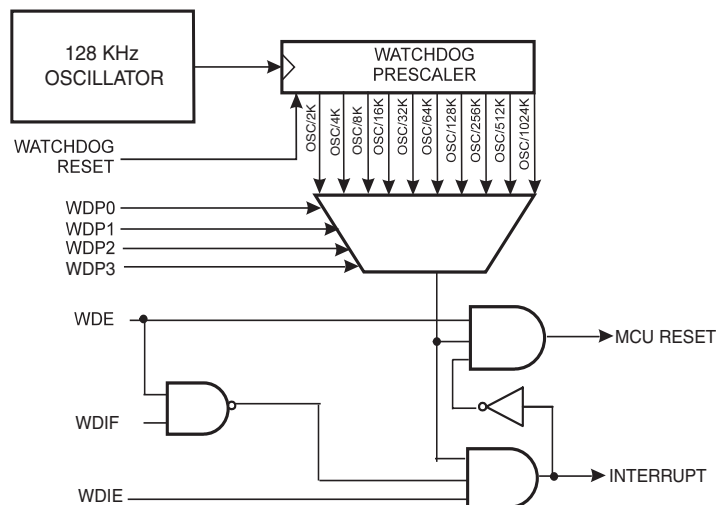 128 KHz
OSCILLATOR
WATCHDOG
PRESCALER
OSC/2K
OSC/4K
OSC/8K
OSC/16K
OSC/32K
OSC/64K
OSC/128K
OSC/256K
OSC/512K
OSC/1024K
WATCHDOG
RESET
WDP0
WDP1
WDP2
WDP3
WDE
MCU RESET
WDIF
INTERRUPT
WDIE